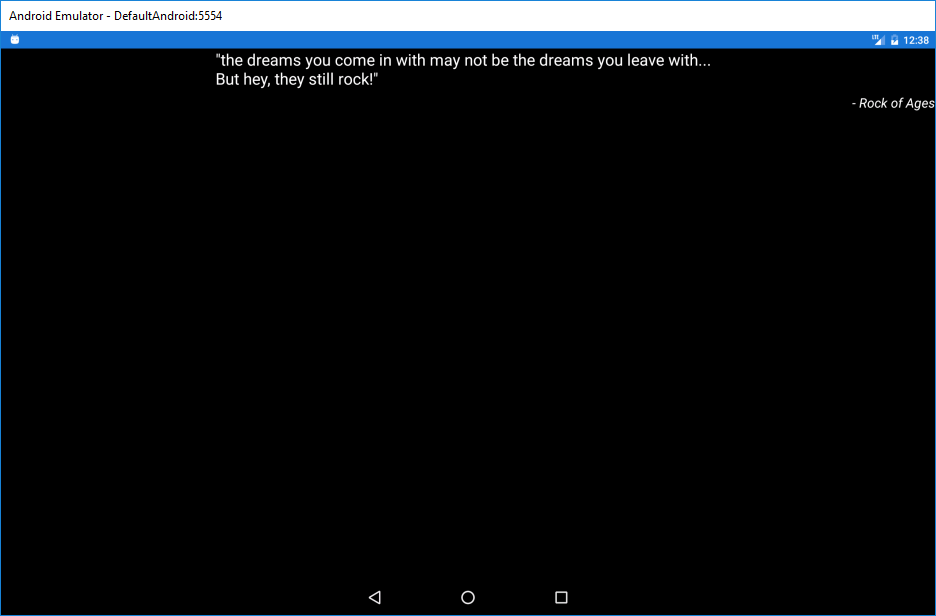 Android Emulator - DefaultAndroid:5554
LTE 12:38
"the dreams you come in with may not be the dreams you leave with...
But hey, they still rock!"
- Rock of Ages